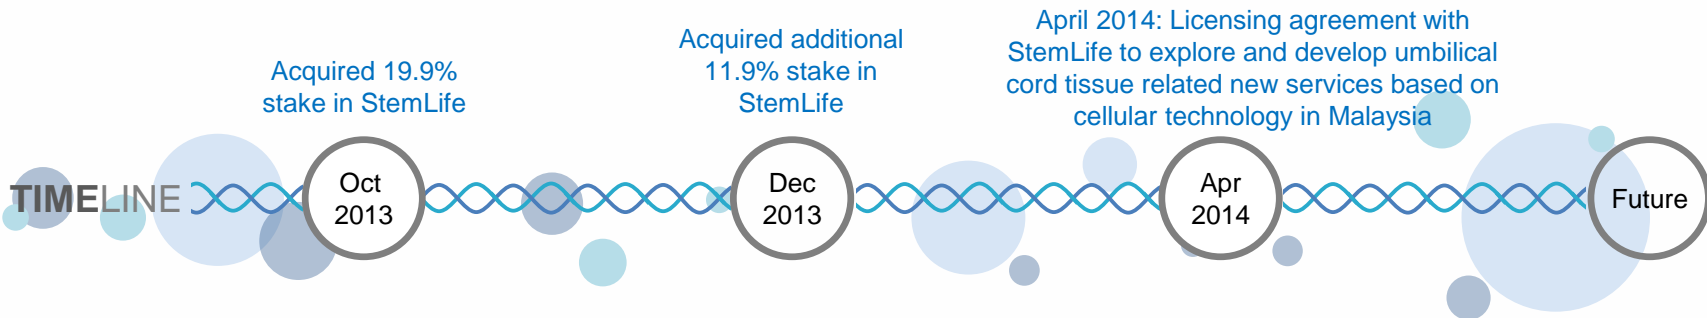 Acquired 19.9%
stake in StemLife
Acquired additional
11.9% stake in
StemLife
April 2014: Licensing agreement with
StemLife to explore and develop umbilical
cord tissue related new services based on
cellular technology in Malaysia
TIMELINE
Oct
2013
Dec
2013
Apr
2014
Future